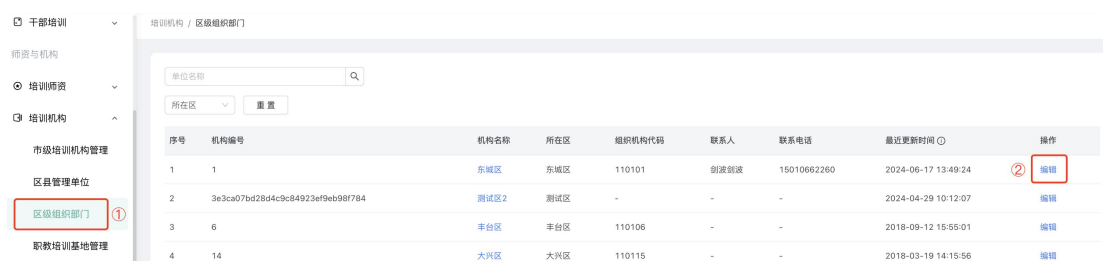 干部培训
培训机构 / 区级组织部门
师资与机构
培训师资
培训机构
市级培训机构管理
区县管理单位
区级组织部门 ①
职教培训基地管理
单位名称
所在区 重 置
序号 机构编号 机构名称 所在区 组织机构代码 联系人 联系电话 最近更新时间 操作
1 1 东城区 东城区 110101 剑波剑波 15010662260 2024-06-17 13:49:24 ② 编辑
2 3e3ca07bd28d4c9c84923ef9eb98f784 测试区2 测试区 - - - 2024-04-29 10:12:07 编辑
3 6 丰台区 丰台区 110106 - - 2018-09-12 15:55:01 编辑
4 14 大兴区 大兴区 110115 - - 2018-03-19 14:15:56 编辑